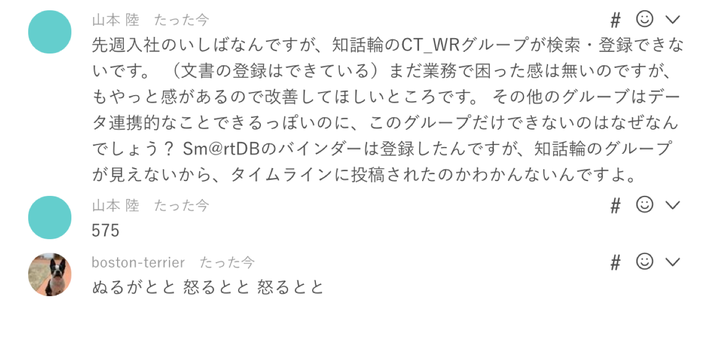 山本 陸 たった今
先週入社のいしばなんですが、知話輪のCT_WRグループが検索・登録できな
いです。（文書の登録はできている）まだ業務で困った感は無いのですが、
もやっと感があるので改善してほしいところです。 その他のグループはデー
タ連携的なことできるっぽいのに、このグループだけできないのはなぜなん
でしょう？ Sm@rtDBのバインダーは登録したんですが、知話輪のグループ
が見えないから、タイムラインに投稿されたのかわかんないんですよ。
山本 陸 たった今
575
boston-terrier たった今
ぬるがとと 怒るとと 怒るとと